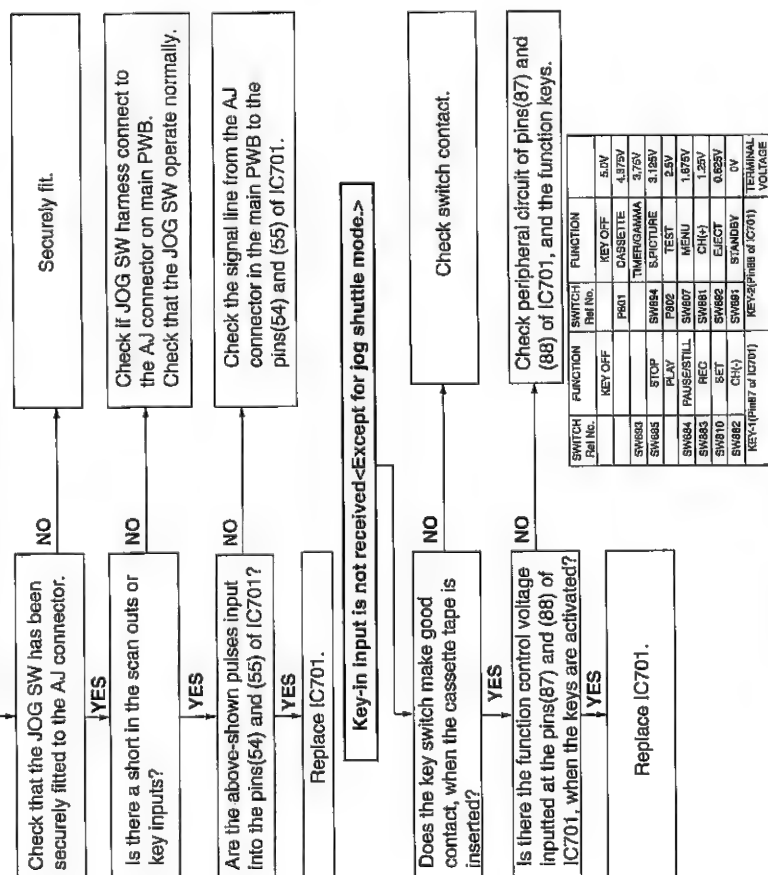 Check that the JOG SW has been
securely fitted to the AJ connector.
NO
Securely fit.
YES
Is there a short in the scan outs or
key inputs?
NO
Check if JOG SW harness connect to
the AJ connector on main PWB.
Check that the JOG SW operate normally.
YES
Are the above-shown pulses input
into the pins(54) and (55) of IC701?
NO
Check the signal line from the AJ
connector in the main PWB to the
pins(54) and (55) of IC701.
YES
Replace IC701.
Key-in input is not received<Except for jog shuttle mode.>
Does the key switch make good
contact, when the cassette tape is
inserted?
NO
Check switch contact.
YES
Is there the function control voltage
inputted at the pins(87) and (88) of
IC701, when the keys are activated?
NO
Check peripheral circuit of pins(87) and
(88) of IC701, and the function keys.
YES
Replace IC701.
SWITCH Ref No. FUNCTION SWITCH Ref No. FUNCTION
KEY OFF KEY OFF 5.0V
P801 CASSETTE 4.375V
SW693 TIMER/GAMMA 3.75V
SW685 STOP SW694 S.PICTURE 3.125V
PLAY P802 TEST 2.5V
SW684 PAUSE/STILL SW807 MENU 1.875V
SW683 REC SW681 CH(+) 1.25V
SW810 SET SW692 EJECT 0.625V
SW682 CH(-) SW691 STANDBY 0V
KEY-1(Pin87 of IC701) KEY-2(Pin88 of IC701) TERMINAL VOLTAGE